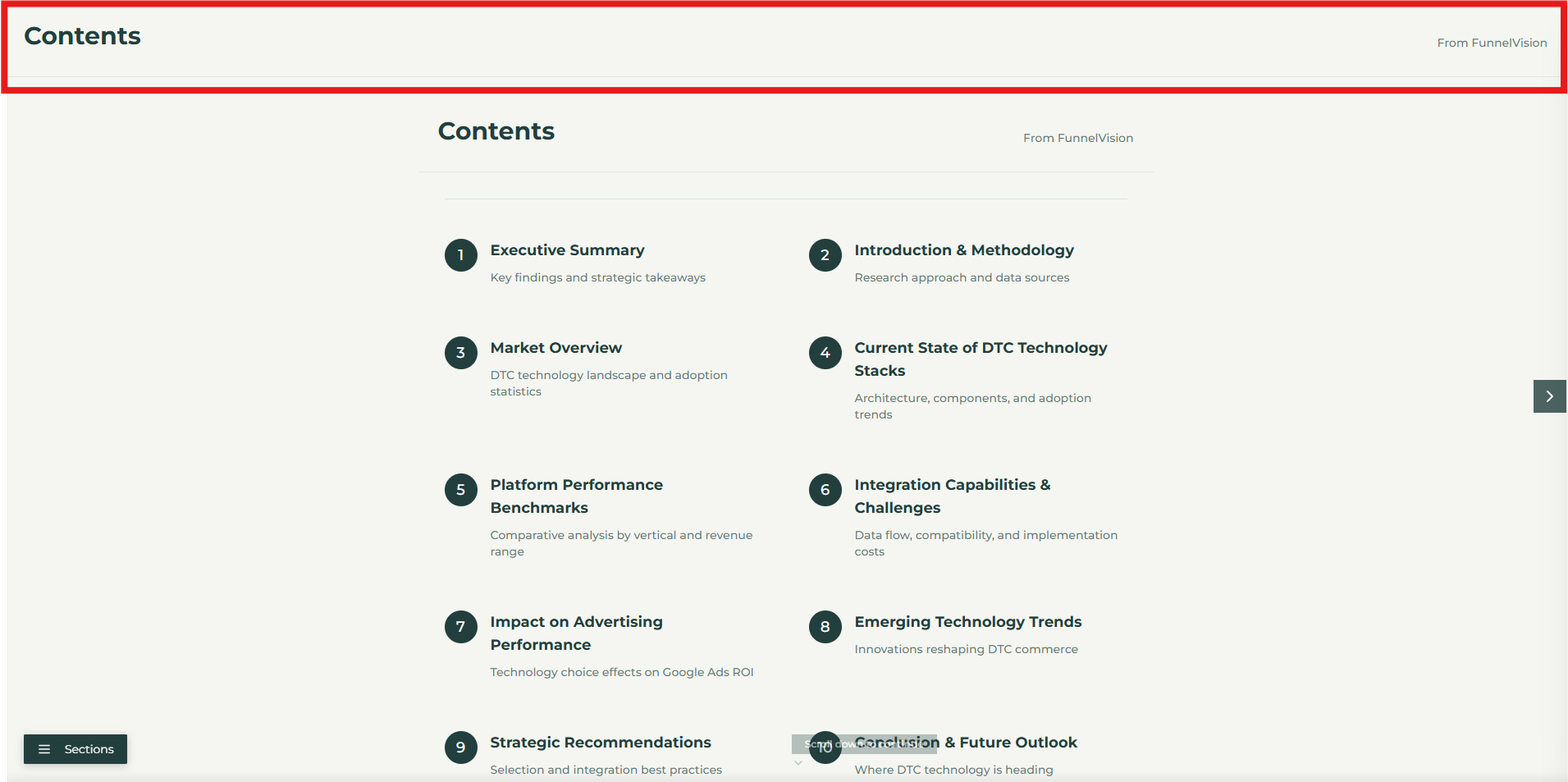 Contents
From FunnelVision
Contents
From FunnelVision
1
Executive Summary
Key findings and strategic takeaways
2
Introduction & Methodology
Research approach and data sources
3
Market Overview
DTC technology landscape and adoption
statistics
4
Current State of DTC Technology
Stacks
Architecture, components, and adoption
trends
5
Platform Performance
Benchmarks
Comparative analysis by vertical and revenue
range
6
Integration Capabilities &
Challenges
Data flow, compatibility, and implementation
costs
7
Impact on Advertising
Performance
Technology choice effects on Google Ads ROI
8
Emerging Technology Trends
Innovations reshaping DTC commerce
9
Strategic Recommendations
Selection and integration best practices
10
Conclusion & Future Outlook
Where DTC technology is heading
Scroll down
Sections